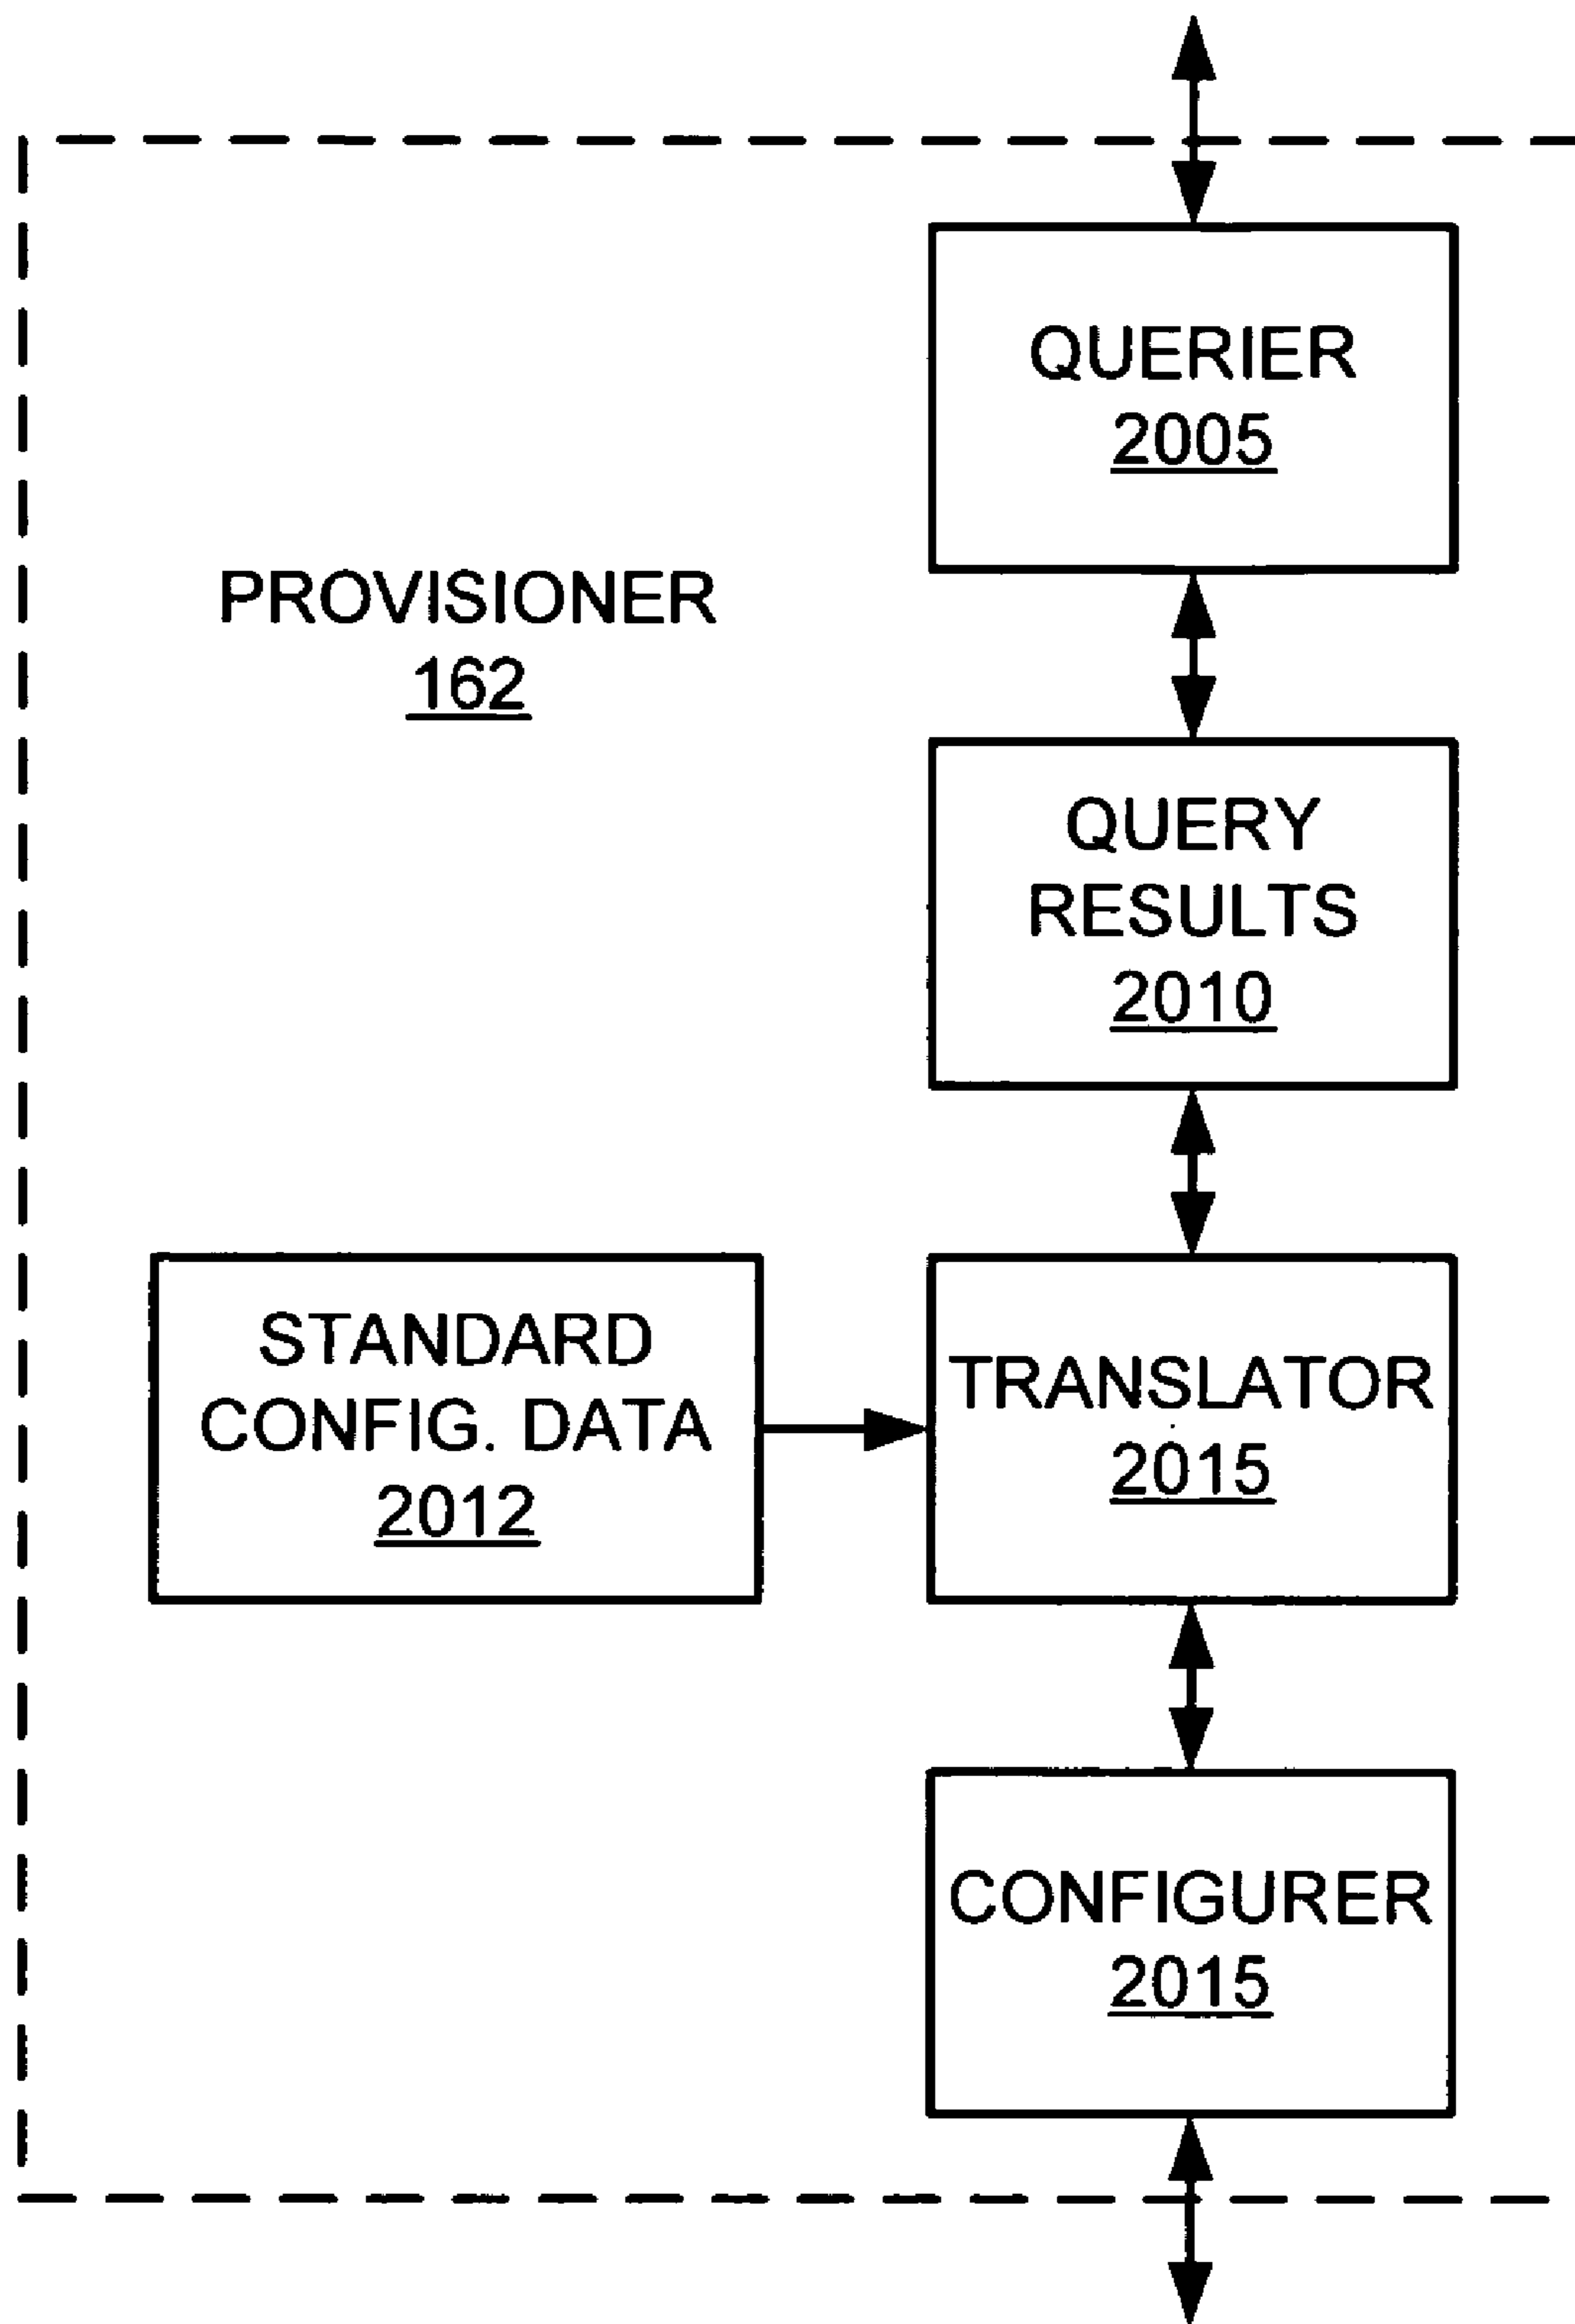 QUERIER
2005
PROVISIONER
162
QUERY
RESULTS
2010
STANDARD
CONFIG. DATA
2012
TRANSLATOR
2015
CONFIGURER
2015